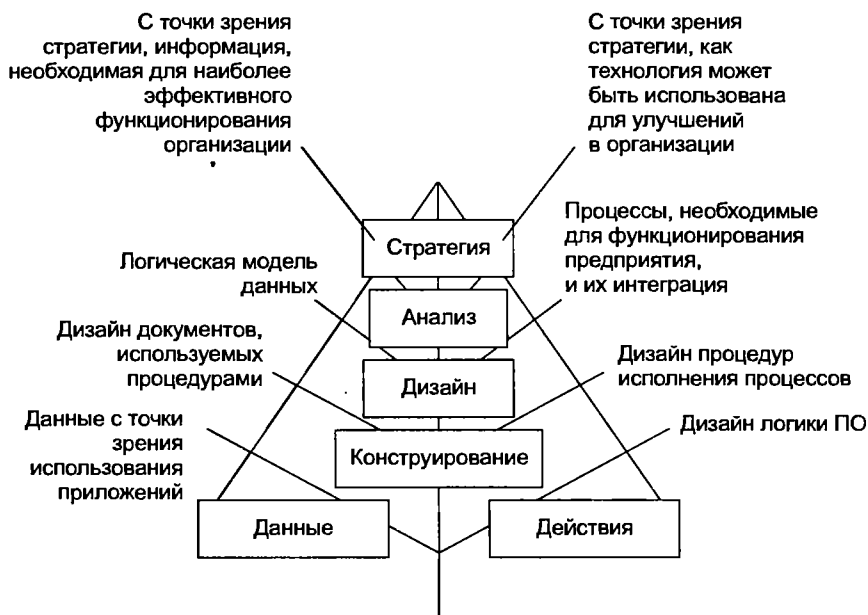 С точки зрения
стратегии, информация,
необходимая для наиболее
эффективного
функционирования
организации
С точки зрения
стратегии, как
технология может
быть использована
для улучшений
в организации
Стратегия
Процессы, необходимые
для функционирования
предприятия,
и их интеграция
Логическая модель
данных
Анализ
Дизайн документов,
используемых
процедурами
Дизайн
Дизайн процедур
исполнения процессов
Данные с точки
зрения
использования
приложений
Конструирование
Дизайн логики ПО
Данные
Действия